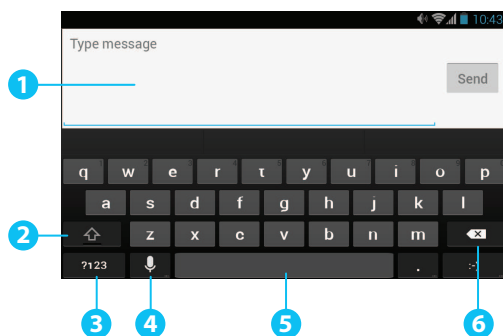 10:43
Type message
Send
1
q w e r t y u i o p
a s d f g h j k l
2
z x c v b n m
?123
.
:-)
3
4
5
6